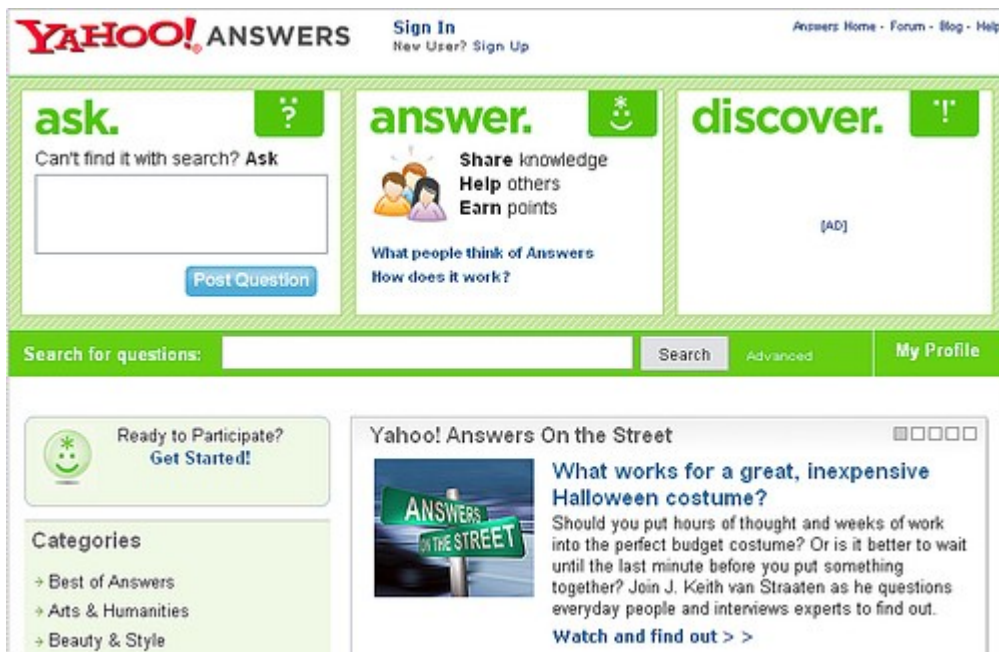 YAHOO! ANSWERS
Sign In
New User? Sign Up
Answers Home - Forum - Blog - Help
ask.
Can't find it with search? Ask
Post Question
answer.
Share knowledge
Help others
Earn points
What people think of Answers
How does it work?
discover.
[AD]
Search for questions:
Search
Advanced
My Profile
Ready to Participate?
Get Started!
Categories
Best of Answers
Arts & Humanities
Beauty & Style
Yahoo! Answers On the Street
ANSWERS
ON THE STREET
What works for a great, inexpensive
Halloween costume?
Should you put hours of thought and weeks of work
into the perfect budget costume? Or is it better to wait
until the last minute before you put something
together? Join J. Keith van Straaten as he questions
everyday people and interviews experts to find out.
Watch and find out > >